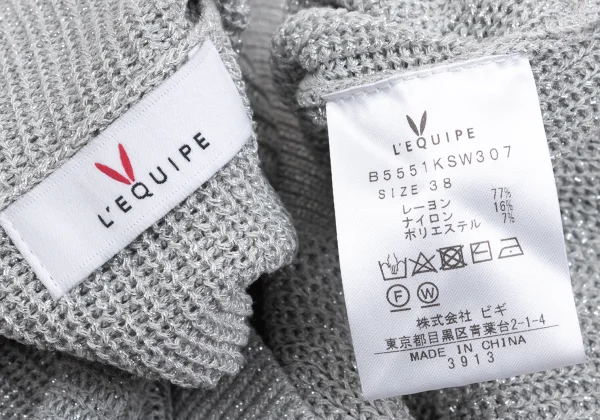 L'EQUIPE
L'EQUIPE
B5551KSW307
SIZE 38
レーヨン 77%
ナイロン 16%
ポリエステル 7%
F W
株式会社 ビギ
東京都目黒区青葉台2-1-4
MADE IN CHINA
3913